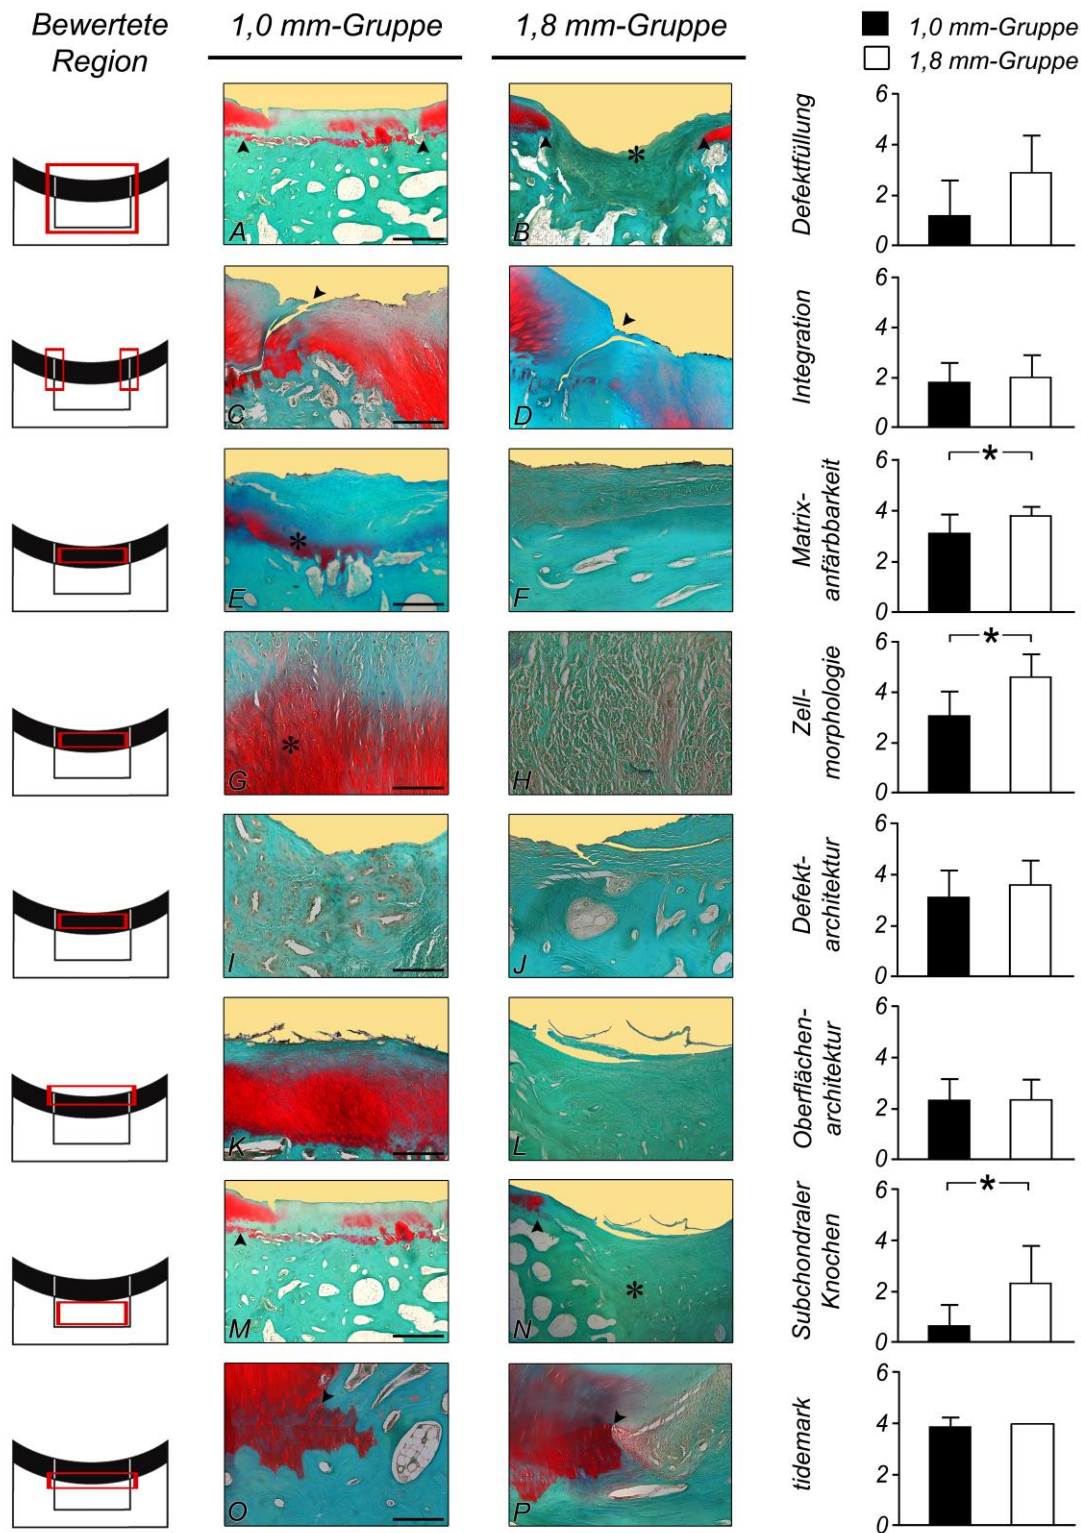 Bewertete
Region
1,0 mm-Gruppe
1,8 mm-Gruppe
1,0 mm-Gruppe
1,8 mm-Gruppe
A
B
Defektfüllung
6
4
2
0
C
D
Integration
6
4
2
0
*
E
F
Matrix-
anfärbbarkeit
6
4
2
0
*
*
G
H
Zell-
morphologie
6
4
2
0
*
*
I
J
Defekt-
architektur
6
4
2
0
K
L
Oberflächen-
architektur
6
4
2
0
M
N
*
Subchondraler
Knochen
6
4
2
0
*
O
P
tidemark
6
4
2
0